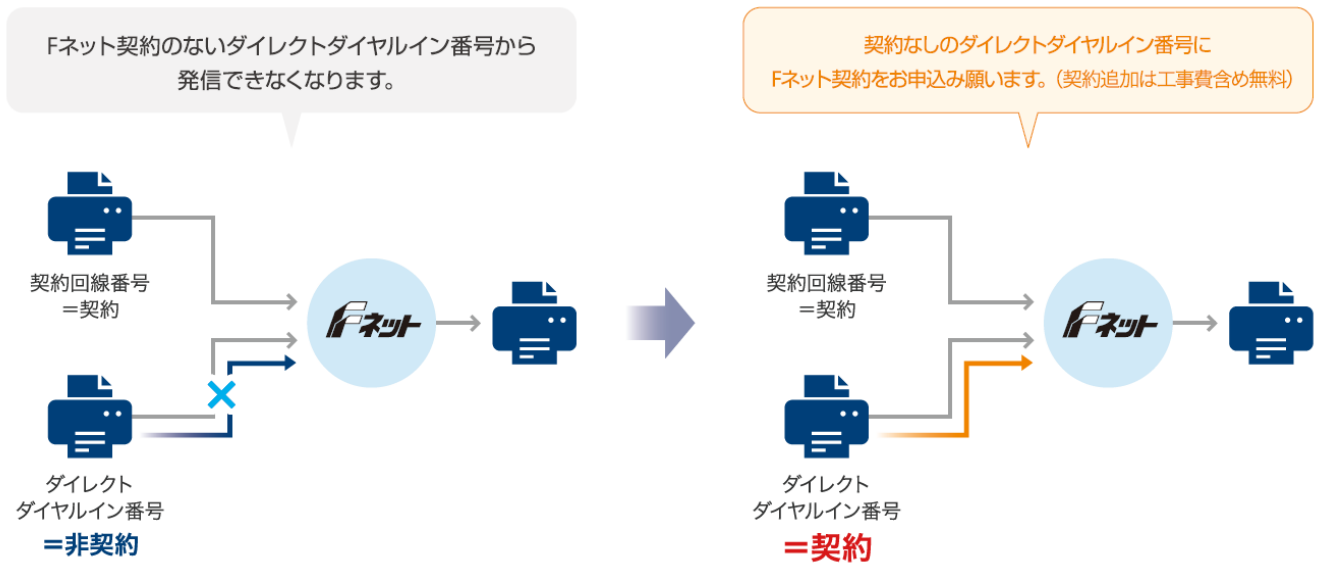 Fネット契約のないダイレクトダイヤルイン番号から
発信できなくなります。
契約回線番号
＝契約
Fネット
ダイレクト
ダイヤルイン番号
＝非契約
契約なしのダイレクトダイヤルイン番号に
Fネット契約をお申込み願います。（契約追加は工事費含め無料）
契約回線番号
＝契約
Fネット
ダイレクト
ダイヤルイン番号
＝契約